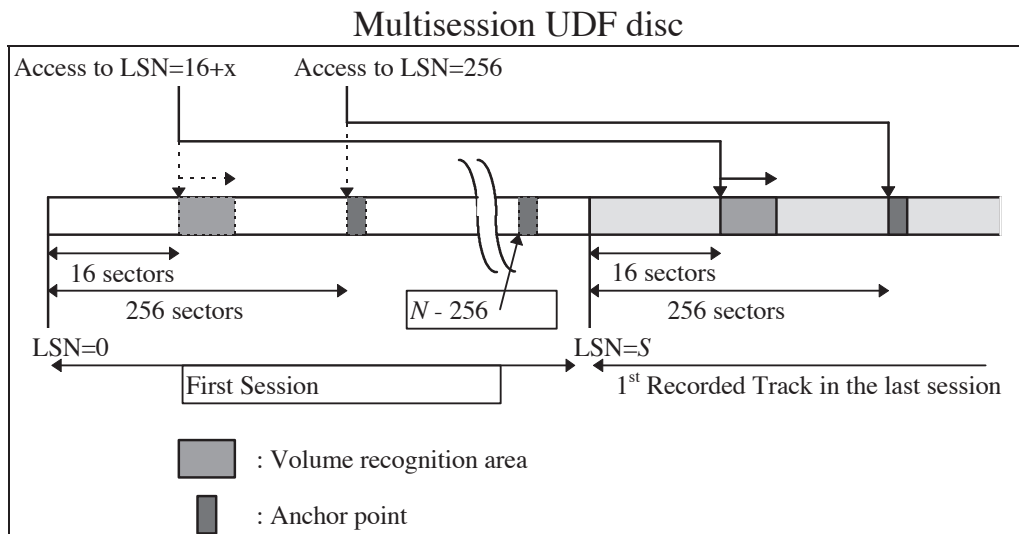 Multisession UDF disc
Access to LSN=16+x
Access to LSN=256
16 sectors
256 sectors
N - 256
16 sectors
256 sectors
LSN=0
LSN=S
First Session
1st Recorded Track in the last session
: Volume recognition area
: Anchor point